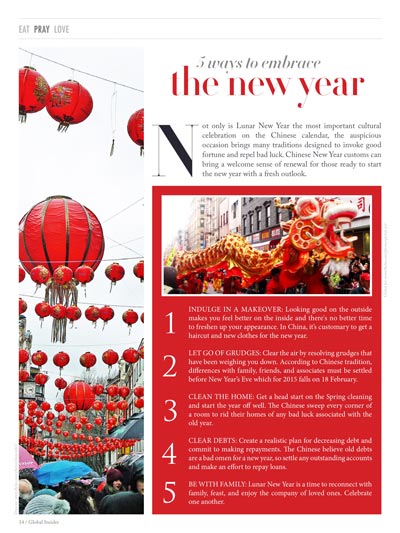 EAT PRAY LOVE
5 ways to embrace
the new year
Not only is Lunar New Year the most important cultural
celebration on the Chinese calendar, the auspicious
occasion brings many traditions designed to invoke good
fortune and repel bad luck. Chinese New Year customs can
bring a welcome sense of renewal for those ready to start
the new year with a fresh outlook.
1 INDULGE IN A MAKEOVER: Looking good on the outside
makes you feel better on the inside and there's no better time
to freshen up your appearance. In China, it's customary to get a
haircut and new clothes for the new year.
2 LET GO OF GRUDGES: Clear the air by resolving grudges that
have been weighing you down. According to Chinese tradition,
differences with family, friends, and associates must be settled
before New Year's Eve which for 2015 falls on 18 February.
3 CLEAN THE HOME: Get a head start on the Spring cleaning
and start the year off well. The Chinese sweep every corner of
a room to rid their homes of any bad luck associated with the
old year.
4 CLEAR DEBTS: Create a realistic plan for decreasing debt and
commit to making repayments. The Chinese believe old debts
are a bad omen for a new year, so settle any outstanding accounts
and make an effort to repay loans.
5 BE WITH FAMILY: Lunar New Year is a time to reconnect with
family, feast, and enjoy the company of loved ones. Celebrate
one another.
14 / Global Insider